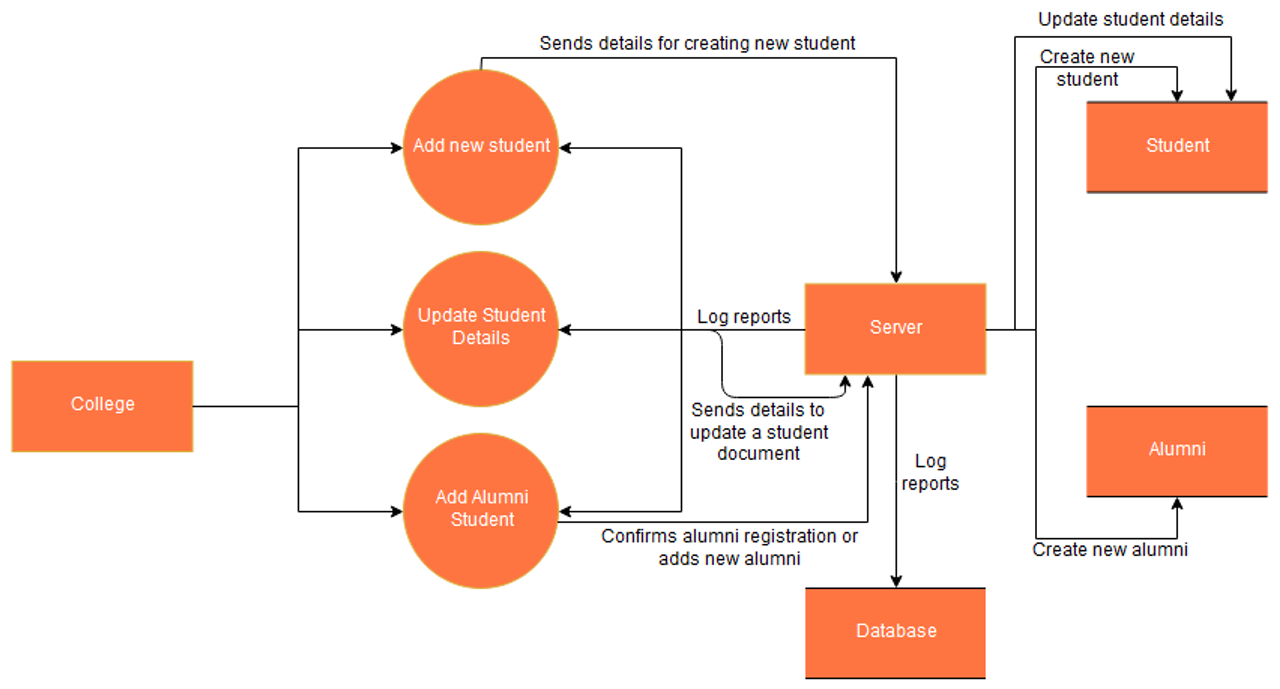 Update student details
Sends details for creating new student
Create new
student
Add new student
Student
Update Student
Details
Log reports
Server
College
Sends details to
update a student
document
Alumni
Log
reports
Add Alumni
Student
Confirms alumni registration or
adds new alumni
Create new alumni
Database